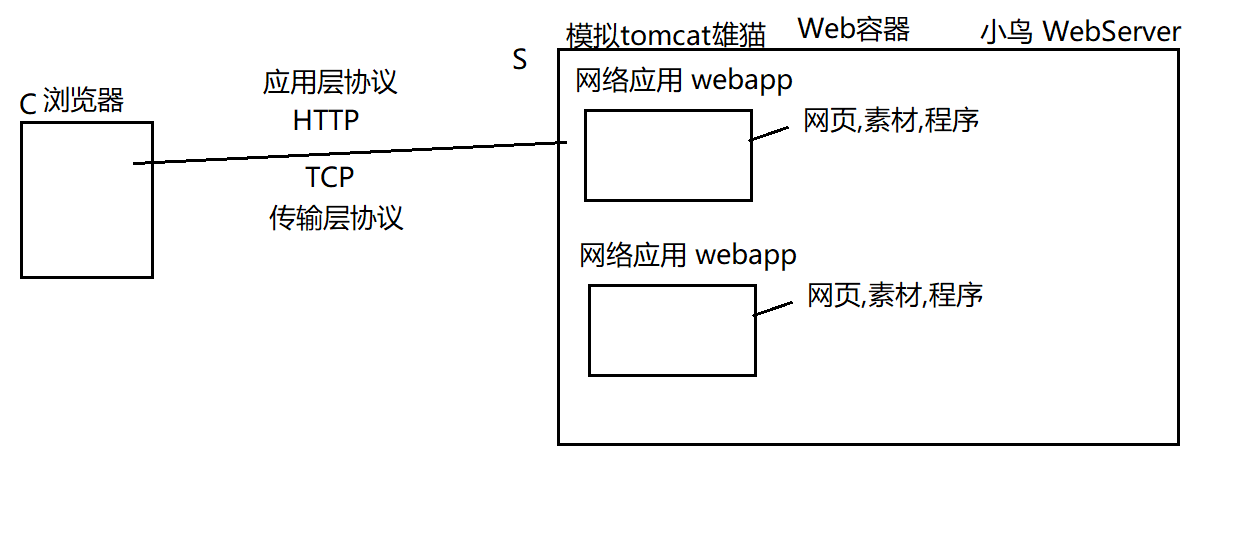 模拟tomcat雄猫 Web容器 小鸟 WebServer
S
网络应用 webapp
应用层协议
C 浏览器
HTTP
网页,素材,程序
TCP
传输层协议
网络应用 webapp
网页,素材,程序